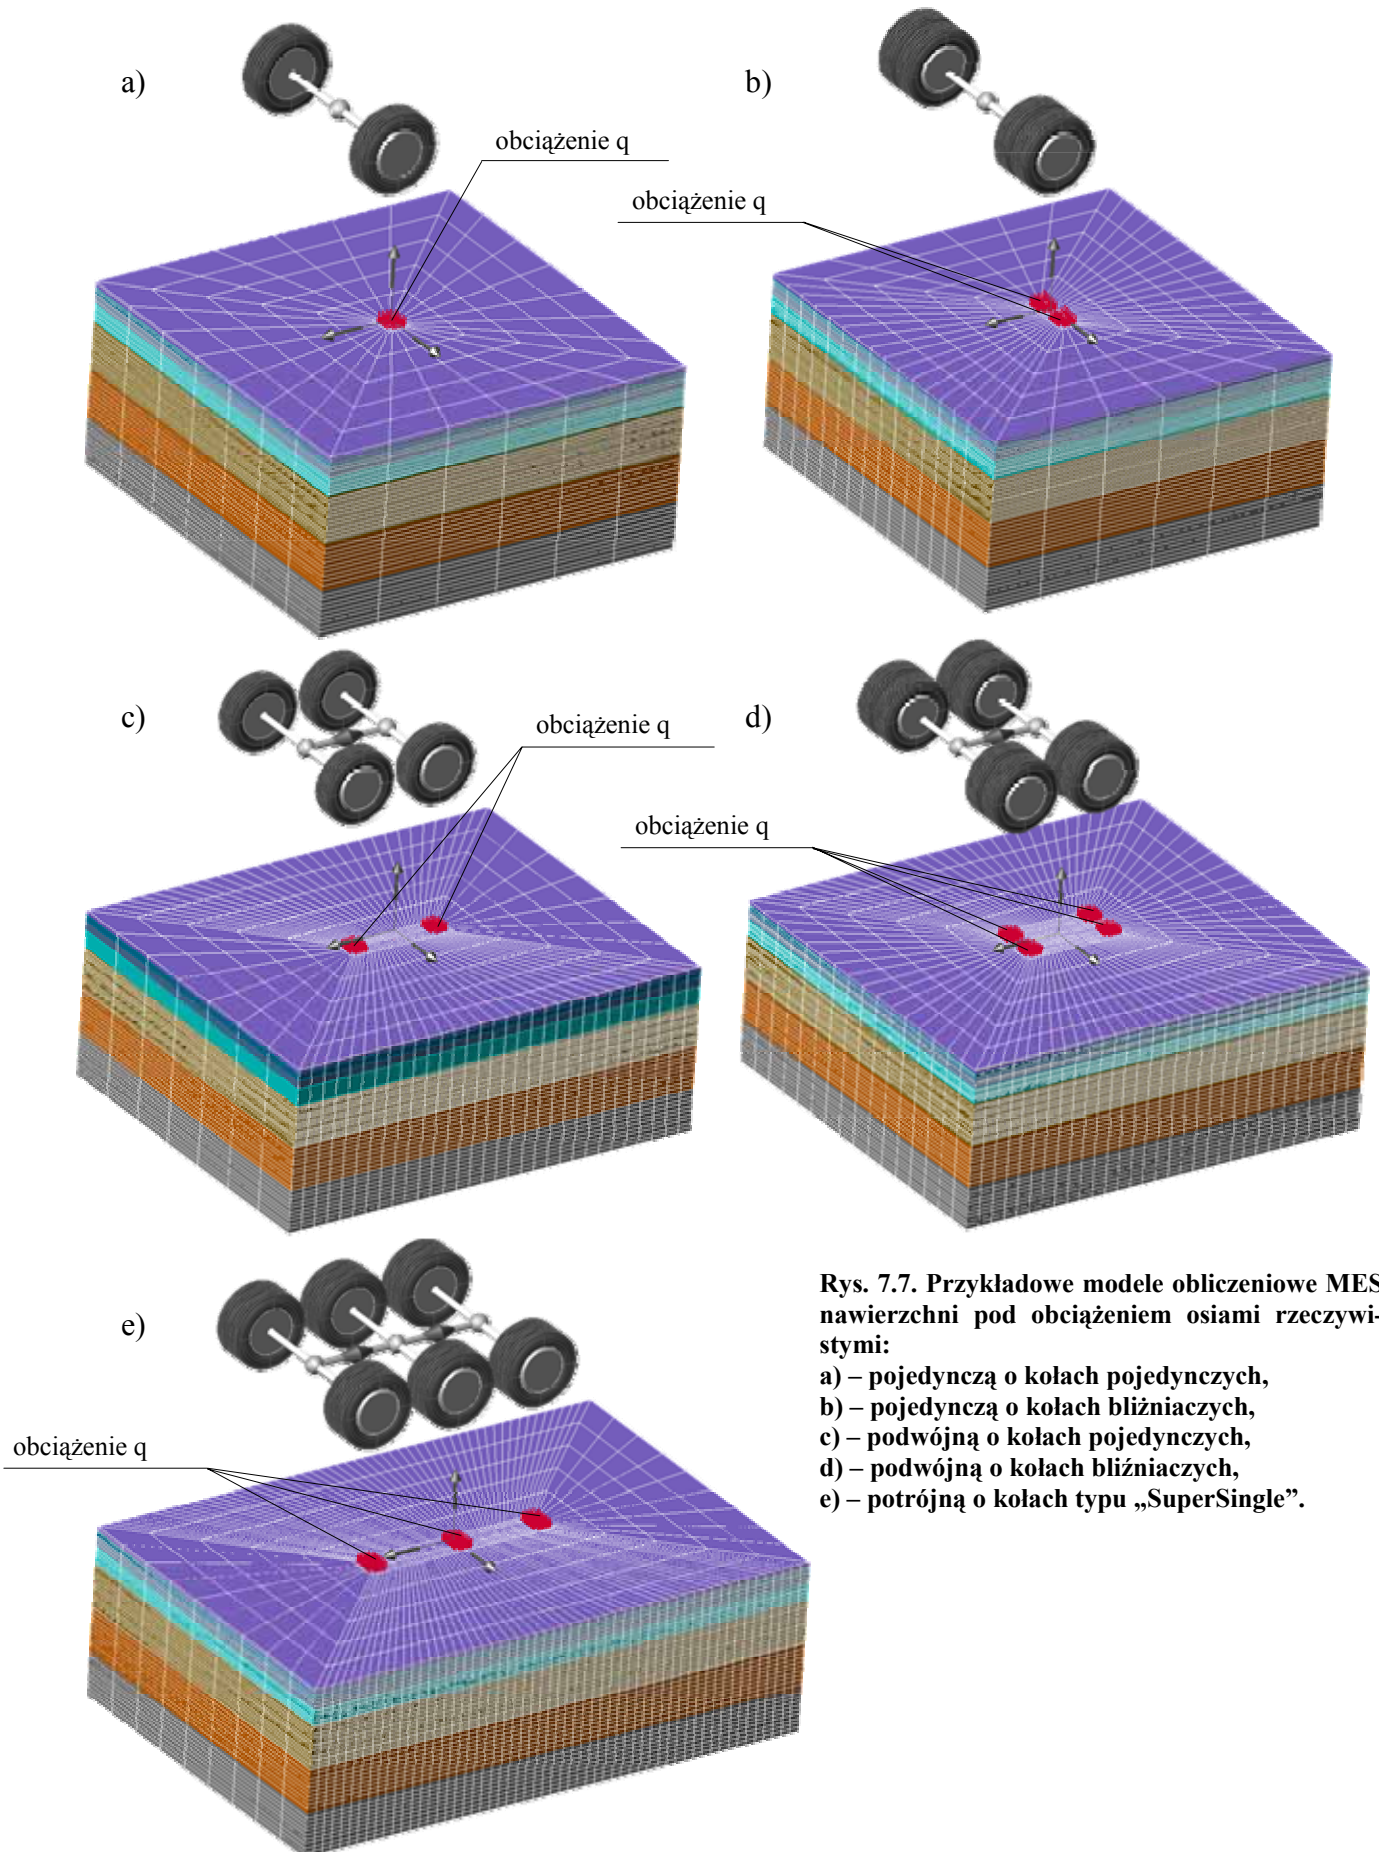 a)
b)
obciążenie q
obciążenie q
c)
d)
obciążenie q
obciążenie q
e)
obciążenie q
Rys. 7.7. Przykładowe modele obliczeniowe MES
nawierzchni pod obciążeniem osiami rzeczywi-
stymi:
a) – pojedynczą o kołach pojedynczych,
b) – pojedynczą o kołach bliżniaczych,
c) – podwójną o kołach pojedynczych,
d) – podwójną o kołach bliźniaczych,
e) – potrójną o kołach typu „SuperSingle”.